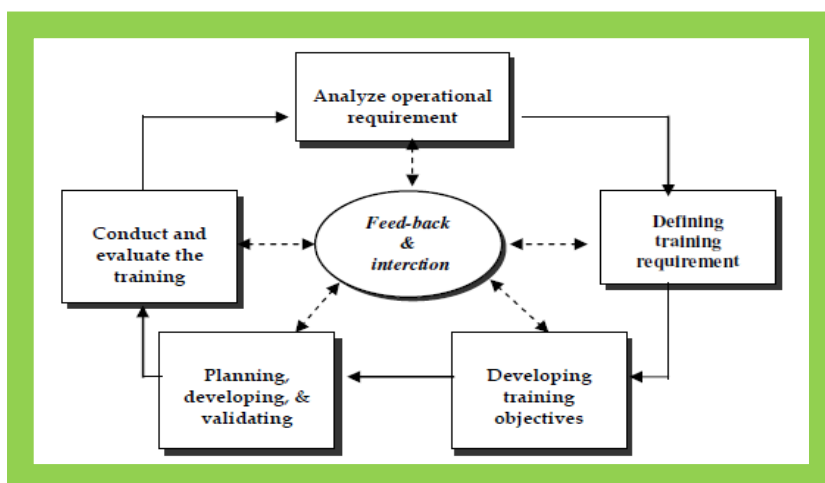 Analyze operational
requirement
Conduct and
evaluate the
training
Feed-back
&
interction
Defining
training
requirement
Planning,
developing, &
validating
Developing
training
objectives